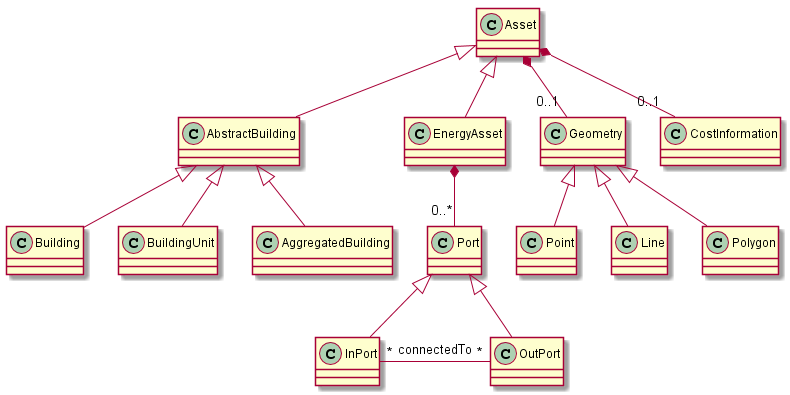 C Asset
0..1
0..1
C AbstractBuilding
C EnergyAsset
C Geometry
C CostInformation
0..*
C Building
C BuildingUnit
C AggregatedBuilding
C Port
C Point
C Line
C Polygon
C InPort
* connectedTo *
C OutPort